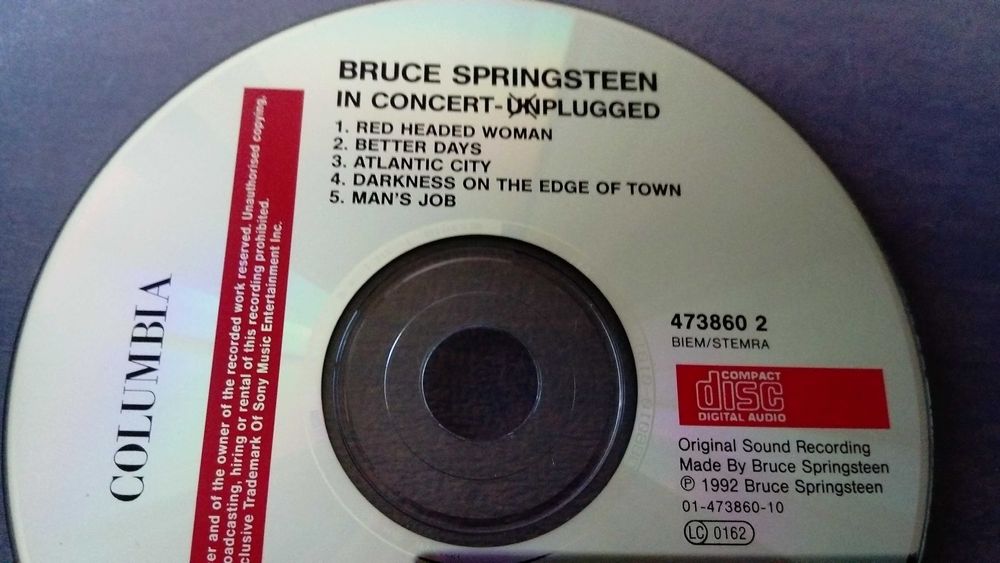 BRUCE SPRINGSTEEN
IN CONCERT-UNPLUGGED
1. RED HEADED WOMAN
2. BETTER DAYS
3. ATLANTIC CITY
4. DARKNESS ON THE EDGE OF TOWN
5. MAN'S JOB
COLUMBIA
er and of the owner of the recorded work reserved. Unauthorised copying,
oadcasting, hiring or rental of this recording prohibited.
clusive Trademark Of Sony Music Entertainment Inc.
473860 2
BIEM/STEMRA
COMPACT
disc
DIGITAL AUDIO
Original Sound Recording
Made By Bruce Springsteen
℗ 1992 Bruce Springsteen
01-473860-10
LC 0162